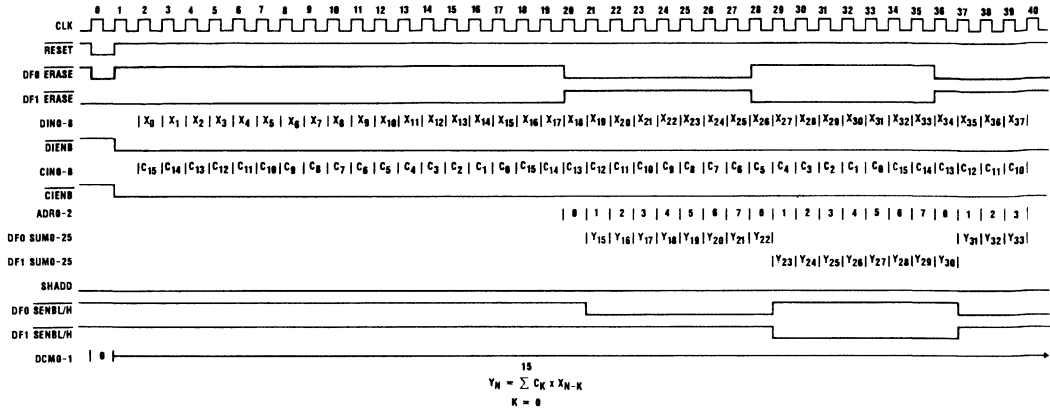 0 1 2 3 4 5 6 7 8 9 10 11 12 13 14 15 16 17 18 19 20 21 22 23 24 25 26 27 28 29 30 31 32 33 34 35 36 37 38 39 40
CLK
RESET
DF0 ERASE
DF1 ERASE
DIN0-8 | X0 | X1 | X2 | X3 | X4 | X5 | X6 | X7 | X8 | X9 | X10 | X11 | X12 | X13 | X14 | X15 | X16 | X17 | X18 | X19 | X20 | X21 | X22 | X23 | X24 | X25 | X26 | X27 | X28 | X29 | X30 | X31 | X32 | X33 | X34 | X35 | X36 | X37 |
DIENB
CIN0-8 | C15 | C14 | C13 | C12 | C11 | C10 | C9 | C8 | C7 | C6 | C5 | C4 | C3 | C2 | C1 | C0 | C15 | C14 | C13 | C12 | C11 | C10 | C9 | C8 | C7 | C6 | C5 | C4 | C3 | C2 | C1 | C0 | C15 | C14 | C13 | C12 | C11 | C10 |
CIENB
ADR0-2 | 0 | 1 | 2 | 3 | 4 | 5 | 6 | 7 | 0 | 1 | 2 | 3 | 4 | 5 | 6 | 7 | 0 | 1 | 2 | 3 |
DF0 SUM0-25 | Y15 | Y16 | Y17 | Y18 | Y19 | Y20 | Y21 | Y22 | | Y31 | Y32 | Y33 |
DF1 SUM0-25 | Y23 | Y24 | Y25 | Y26 | Y27 | Y28 | Y29 | Y30 |
SHADD
DF0 SENBL/H
DF1 SENBL/H
DCM0-1 | 0 |
15
YN = ∑ CK x XN-K
K = 0